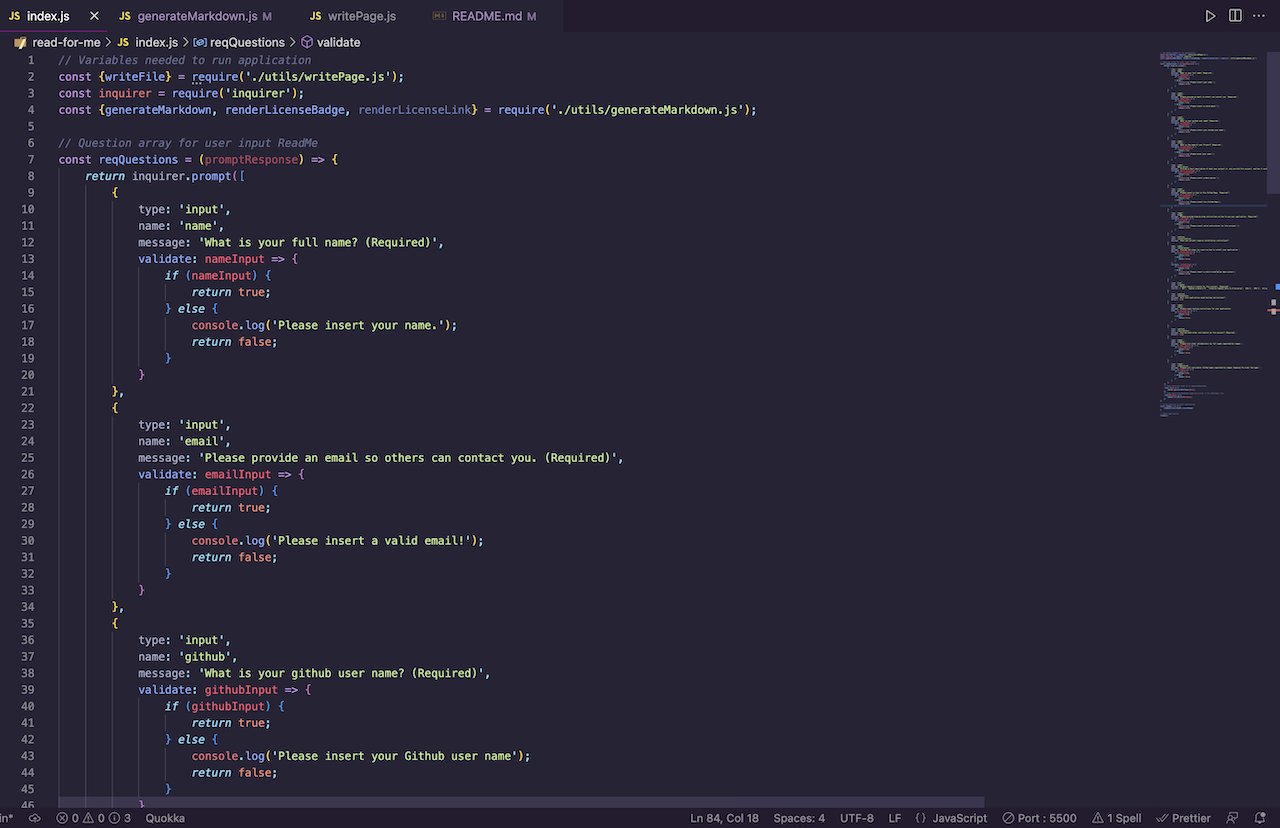 JS index.js × JS generateMarkdown.js M JS writePage.js README.md M
read-for-me > JS index.js > reqQuestions > validate
1 // Variables needed to run application
2 const {writeFile} = require('./utils/writePage.js');
3 const inquirer = require('inquirer');
4 const {generateMarkdown, renderLicenseBadge, renderLicenseLink} = require('./utils/generateMarkdown.js');
5
6 // Question array for user input ReadMe
7 const reqQuestions = (promptResponse) => {
8 return inquirer.prompt([
9 {
10 type: 'input',
11 name: 'name',
12 message: 'What is your full name? (Required)',
13 validate: nameInput => {
14 if (nameInput) {
15 return true;
16 } else {
17 console.log('Please insert your name.');
18 return false;
19 }
20 }
21 },
22 {
23 type: 'input',
24 name: 'email',
25 message: 'Please provide an email so others can contact you. (Required)',
26 validate: emailInput => {
27 if (emailInput) {
28 return true;
29 } else {
30 console.log('Please insert a valid email!');
31 return false;
32 }
33 }
34 },
35 {
36 type: 'input',
37 name: 'github',
38 message: 'What is your github user name? (Required)',
39 validate: githubInput => {
40 if (githubInput) {
41 return true;
42 } else {
43 console.log('Please insert your Github user name');
44 return false;
45 }
46 }
in* 0 0 3 Quokka Ln 84, Col 18 Spaces: 4 UTF-8 LF {} JavaScript Port : 5500 1 Spell Prettier